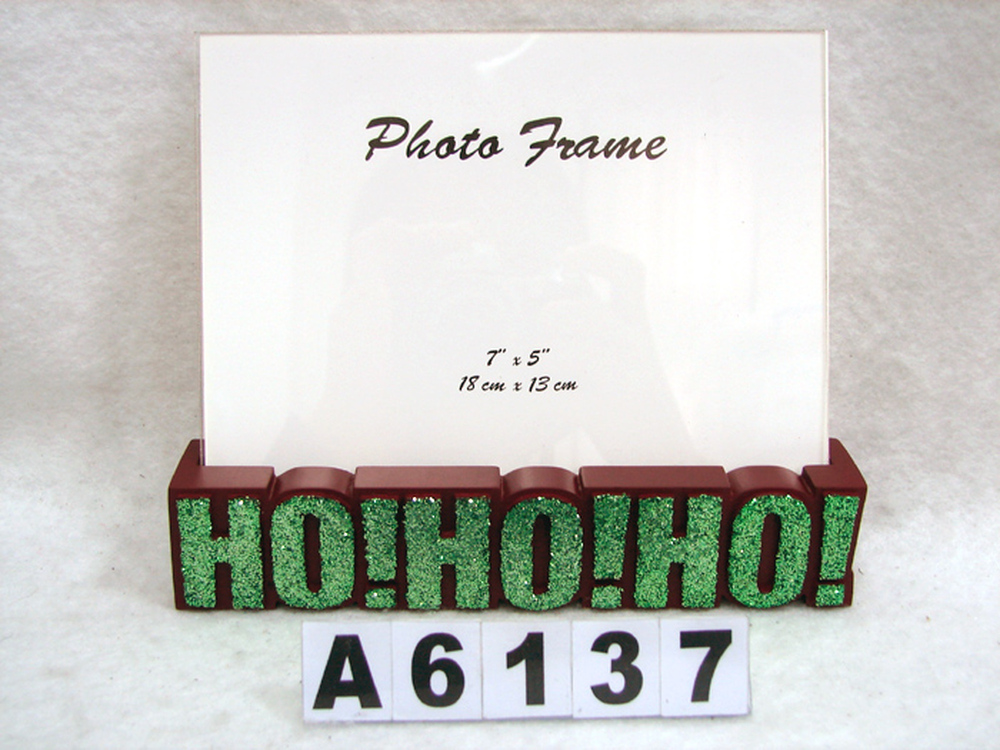 Photo Frame
7" x 5"
18 cm x 13 cm
HO!HO!HO!
A6137